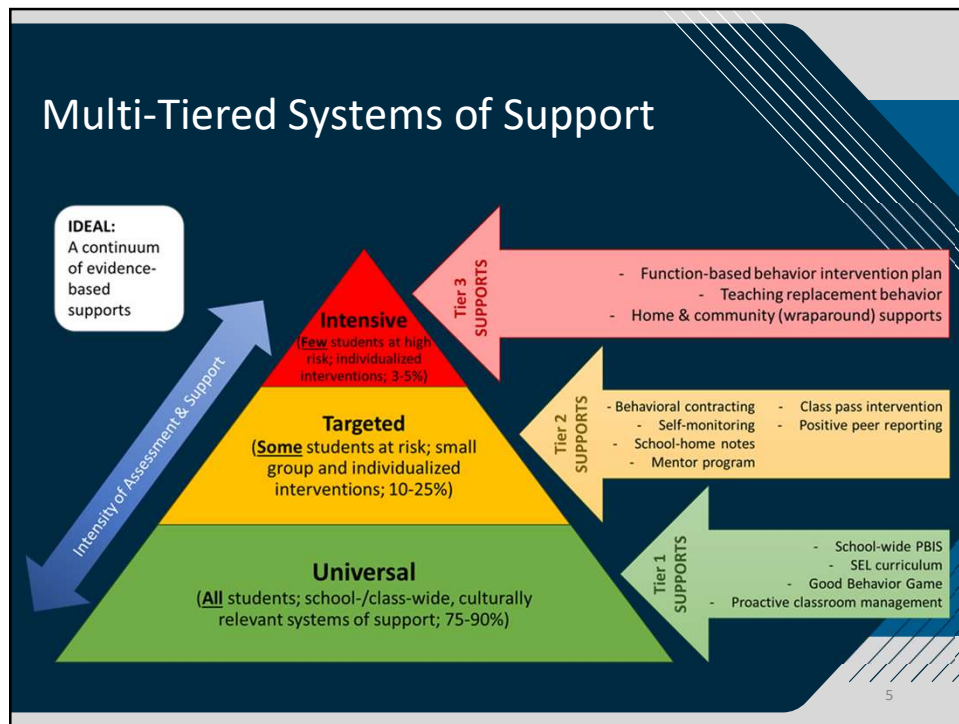 Multi-Tiered Systems of Support
IDEAL:
A continuum
of evidence-
based
supports
Intensity of Assessment & Support
Intensive
(Few students at high
risk; individualized
interventions; 3-5%)
Tier 3
SUPPORTS
- Function-based behavior intervention plan
- Teaching replacement behavior
- Home & community (wraparound) supports
Targeted
(Some students at risk; small
group and individualized
interventions; 10-25%)
Tier 2
SUPPORTS
- Behavioral contracting
- Self-monitoring
- School-home notes
- Mentor program
- Class pass intervention
- Positive peer reporting
Universal
(All students; school-/class-wide, culturally
relevant systems of support; 75-90%)
Tier 1
SUPPORTS
- School-wide PBIS
- SEL curriculum
- Good Behavior Game
- Proactive classroom management
5